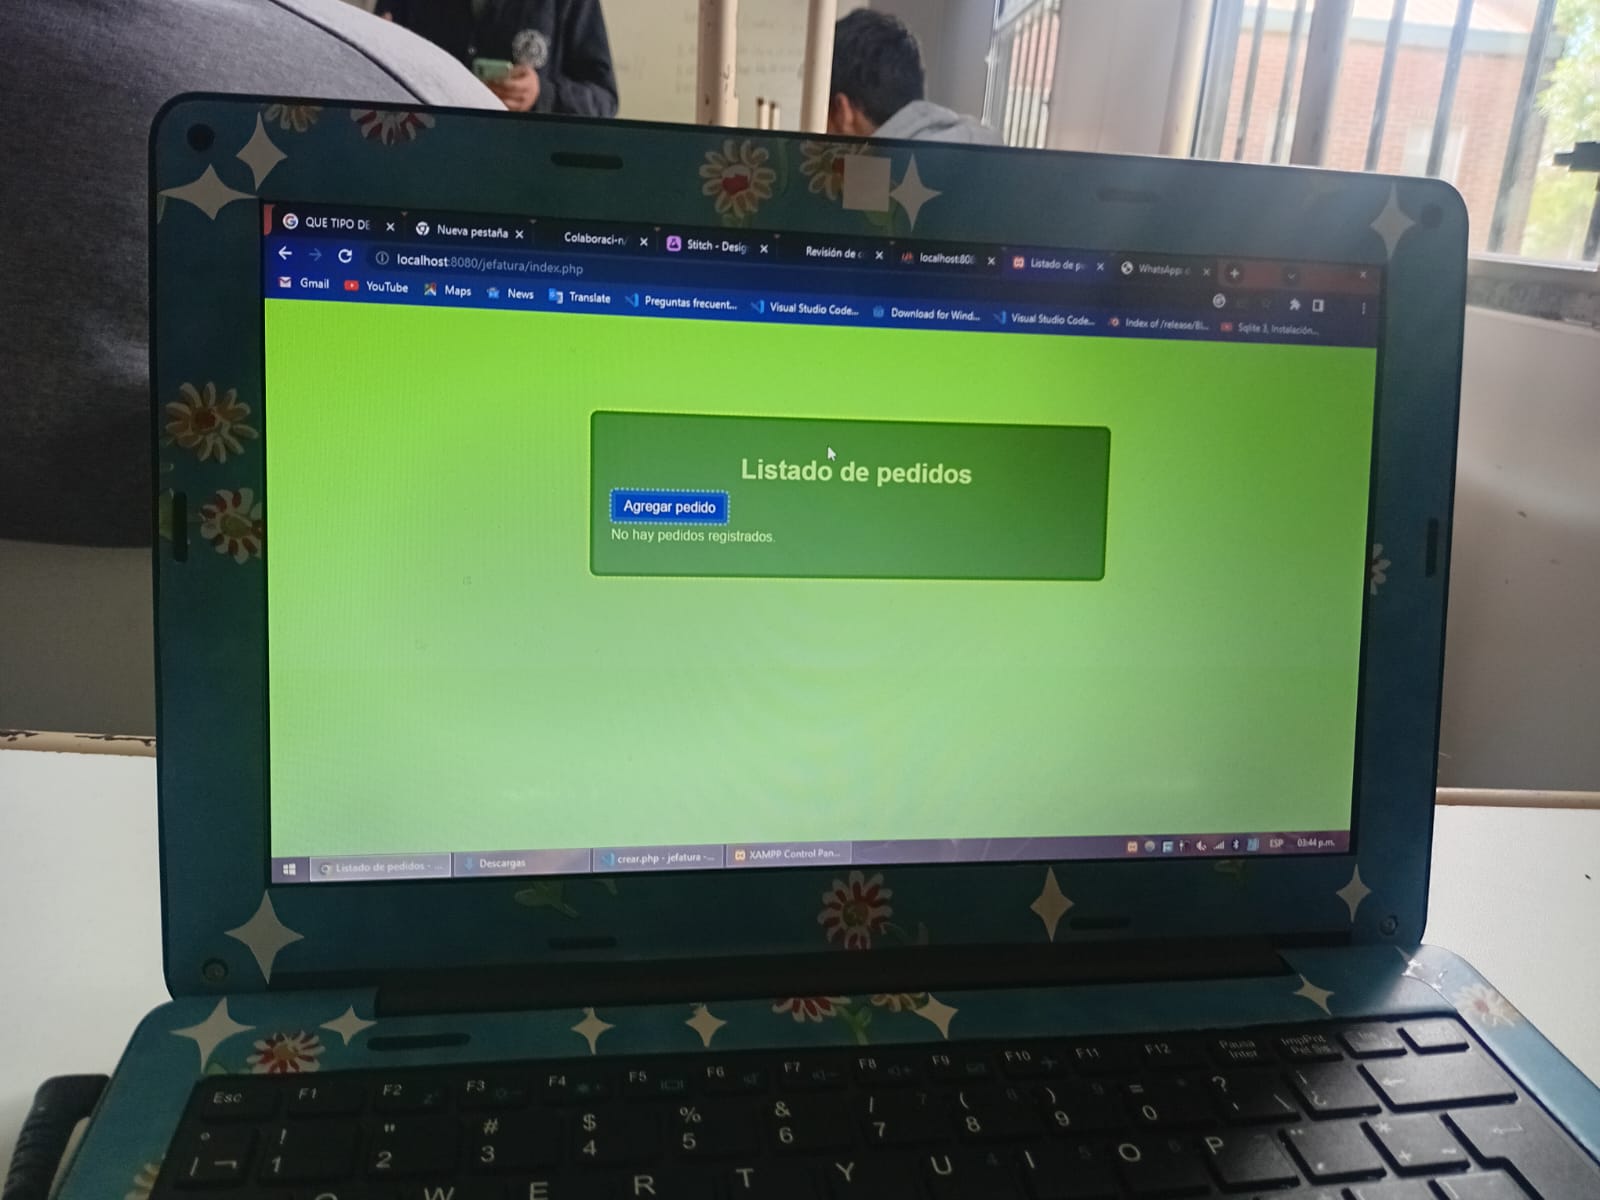 QUE TIPO DE
Nueva pestaña
Colaboraci-n/
Stitch - Desig
Revisión de
localhost:808
Listado de p
WhatsApp
localhost:8080/jefatura/index.php
Gmail
YouTube
Maps
News
Translate
Preguntas frecuent...
Visual Studio Code...
Download for Wind...
Visual Studio Code...
Index of /release/Bl...
Sqlite 3, Instalación...
Listado de pedidos
Agregar pedido
No hay pedidos registrados.
Listado de pedidos - ...
Descargas
crear.php - jefatura -...
XAMPP Control Pan...
ESP
03:44 p.m.
Esc F1 F2 F3 F4 F5 F6 F7 F8 F9 F10 F11 F12 Pausa Inter ImpPnt
! " # $ % & / ( ) = ?
1 2 3 4 5 6 7 8 9 0
W E R T Y U I O P